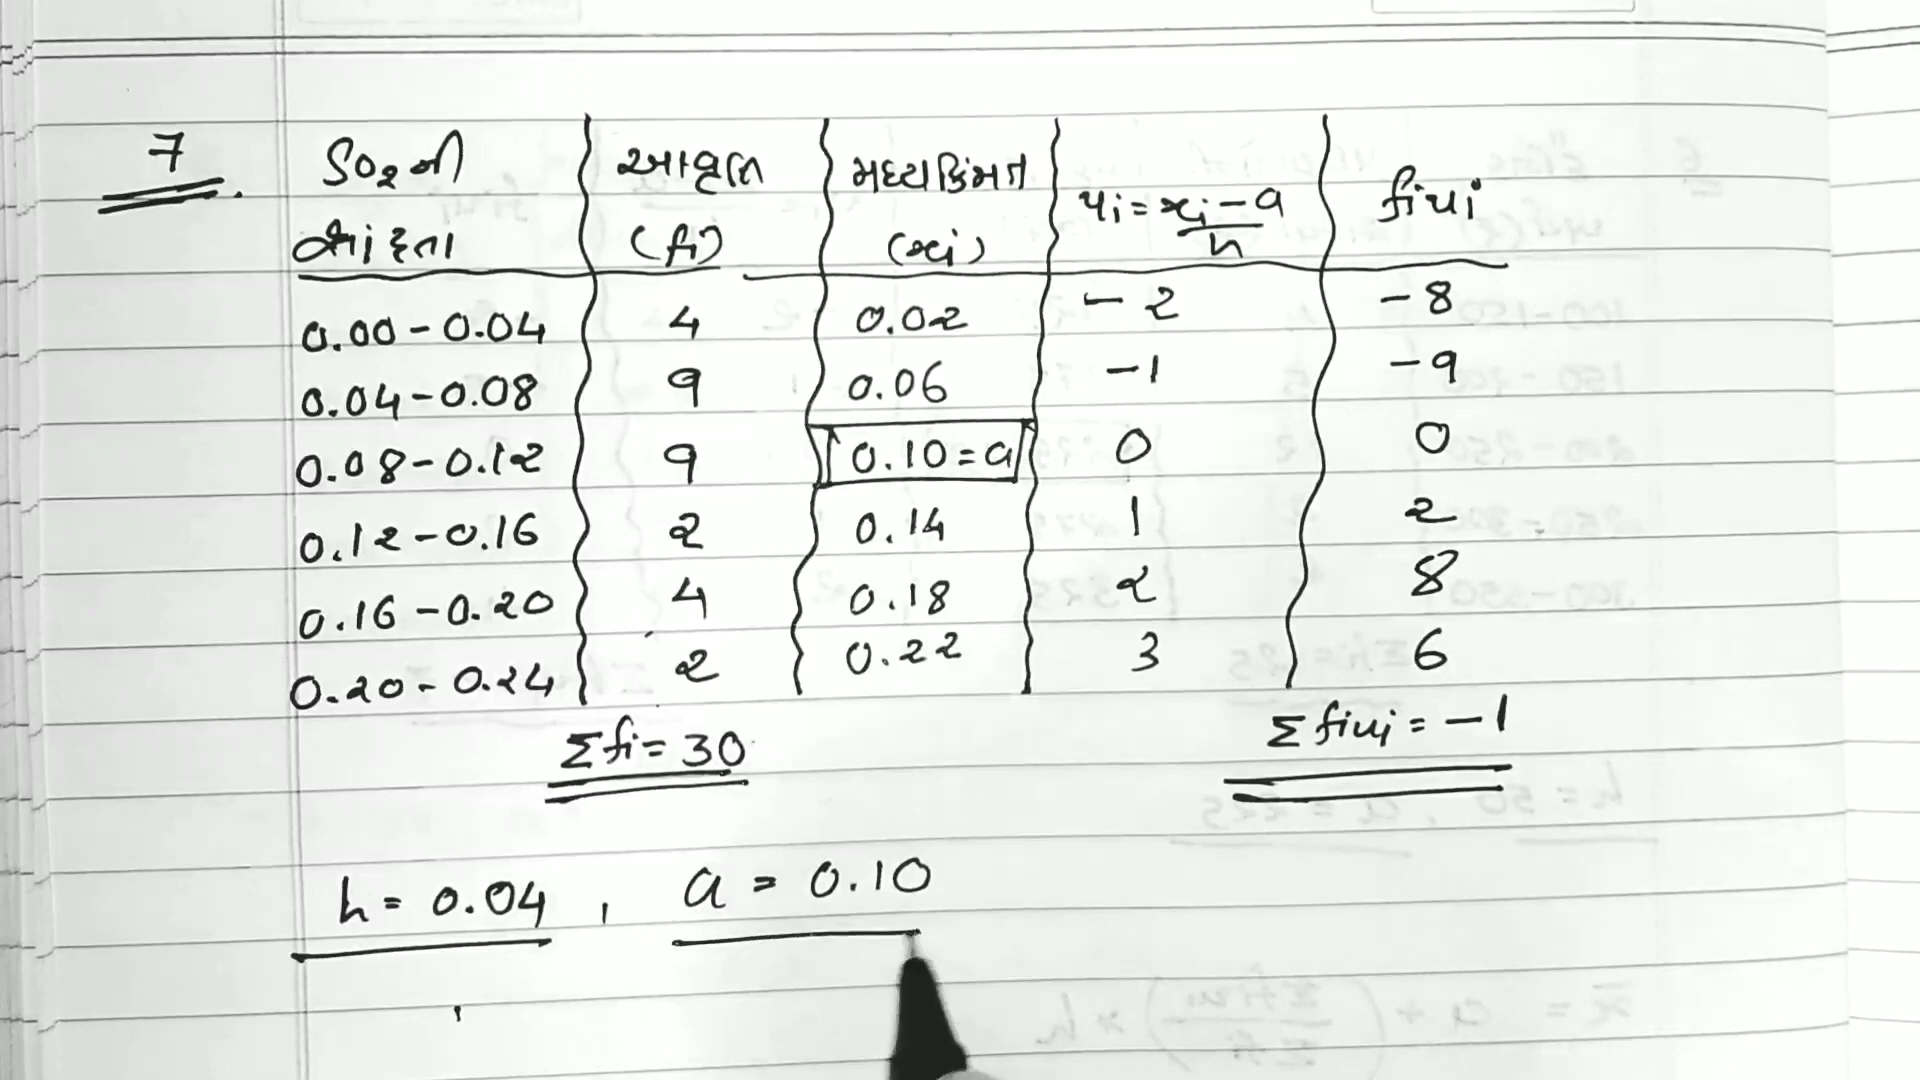 7. SO₂ ની આવૃત્તિ મધ્યકિંમત uᵢ = xᵢ - a / h fᵢuᵢ
સાંદ્રતા (fᵢ) (xᵢ)
0.00 - 0.04 4 0.02 - 2 - 8
0.04 - 0.08 9 0.06 - 1 - 9
0.08 - 0.12 9 0.10 = a 0 0
0.12 - 0.16 2 0.14 1 2
0.16 - 0.20 4 0.18 2 8
0.20 - 0.24 2 0.22 3 6
Σfᵢ = 30 Σfᵢuᵢ = - 1
h = 0.04 , a = 0.10